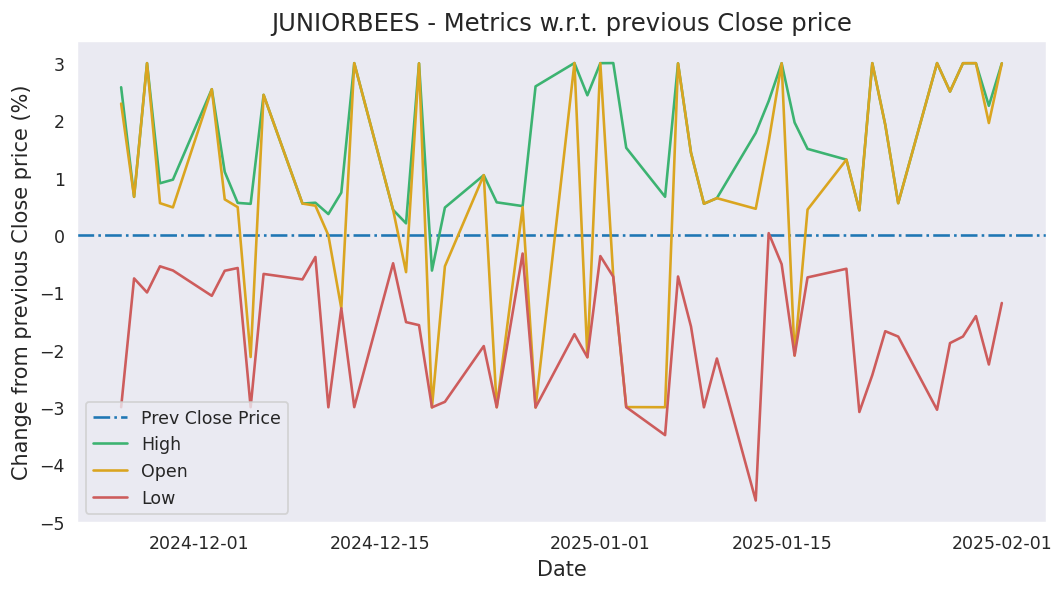 JUNIORBEES - Metrics w.r.t. previous Close price
Change from previous Close price (%)
3
2
1
0
−1
−2
−3
−4
−5
Prev Close Price
High
Open
Low
2024-12-01
2024-12-15
2025-01-01
2025-01-15
2025-02-01
Date